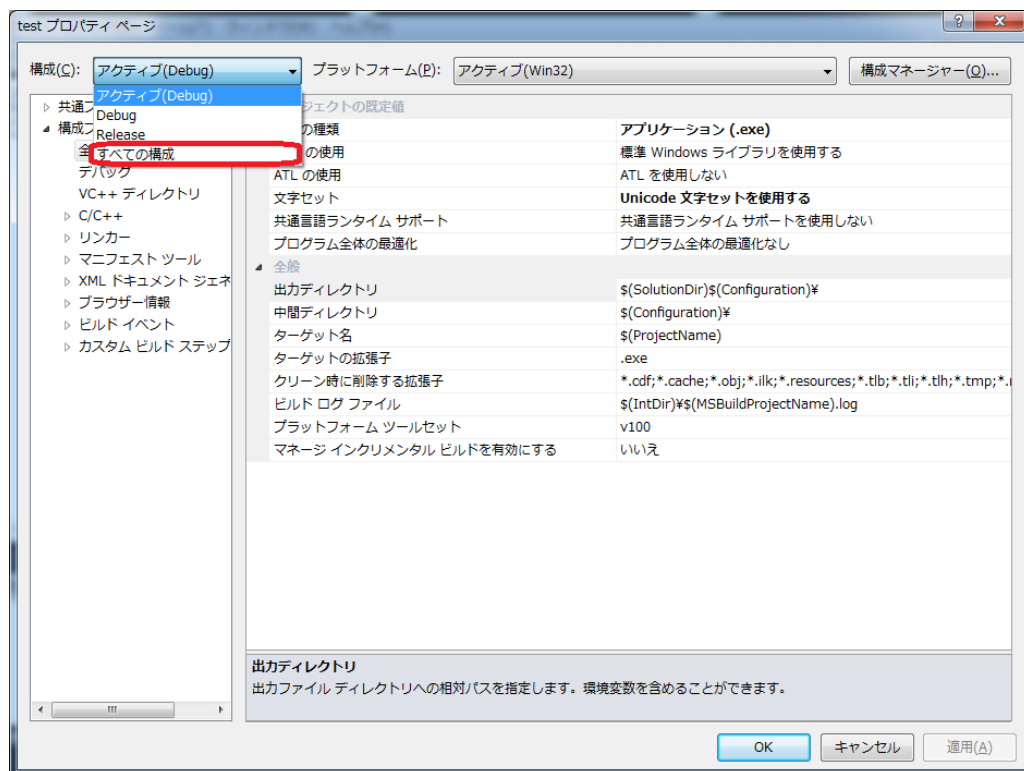 test プロパティ ページ
構成(C): アクティブ(Debug) プラットフォーム(P): アクティブ(Win32) 構成マネージャー(O)...
アクティブ(Debug)
Debug
Release
すべての構成
共通プ
構成プ
全
デバッグ
VC++ ディレクトリ
C/C++
リンカー
マニフェスト ツール
XML ドキュメント ジェネ
ブラウザー情報
ビルド イベント
カスタム ビルド ステップ
ジェクトの既定値
の種類 アプリケーション (.exe)
の使用 標準 Windows ライブラリを使用する
ATL の使用 ATL を使用しない
文字セット Unicode 文字セットを使用する
共通言語ランタイム サポート 共通言語ランタイム サポートを使用しない
プログラム全体の最適化 プログラム全体の最適化なし
全般
出力ディレクトリ $(SolutionDir)$(Configuration)¥
中間ディレクトリ $(Configuration)¥
ターゲット名 $(ProjectName)
ターゲットの拡張子 .exe
クリーン時に削除する拡張子 *.cdf;*.cache;*.obj;*.ilk;*.resources;*.tlb;*.tli;*.tlh;*.tmp;*.
ビルド ログ ファイル $(IntDir)¥$(MSBuildProjectName).log
プラットフォーム ツールセット v100
マネージ インクリメンタル ビルドを有効にする いいえ
出力ディレクトリ
出力ファイル ディレクトリへの相対パスを指定します。環境変数を含めることができます。
OK キャンセル 適用(A)